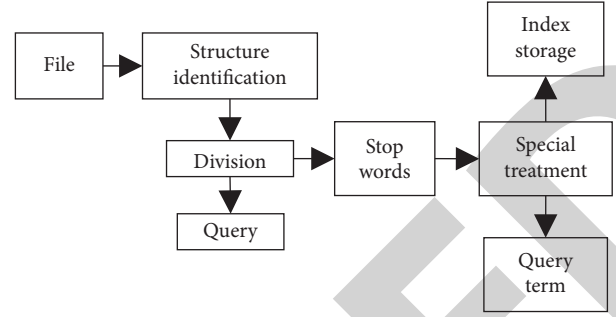 File
Structure
identification
Index
storage
Division
Stop
words
Special
treatment
Query
Query
term